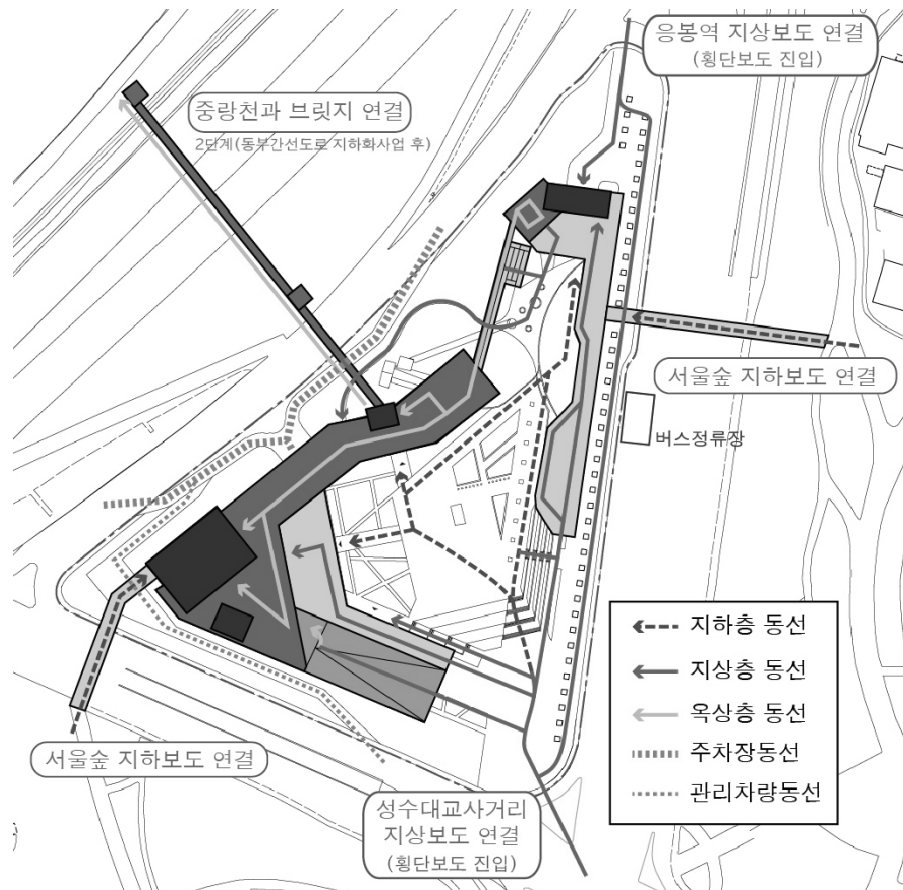 응봉역 지상보도 연결
(횡단보도 진입)
중랑천과 브릿지 연결
2단계(동부간선도로 지하화사업 후)
서울숲 지하보도 연결
버스정류장
지하층 동선
지상층 동선
옥상층 동선
주차장동선
관리차량동선
서울숲 지하보도 연결
성수대교사거리
지상보도 연결
(횡단보도 진입)